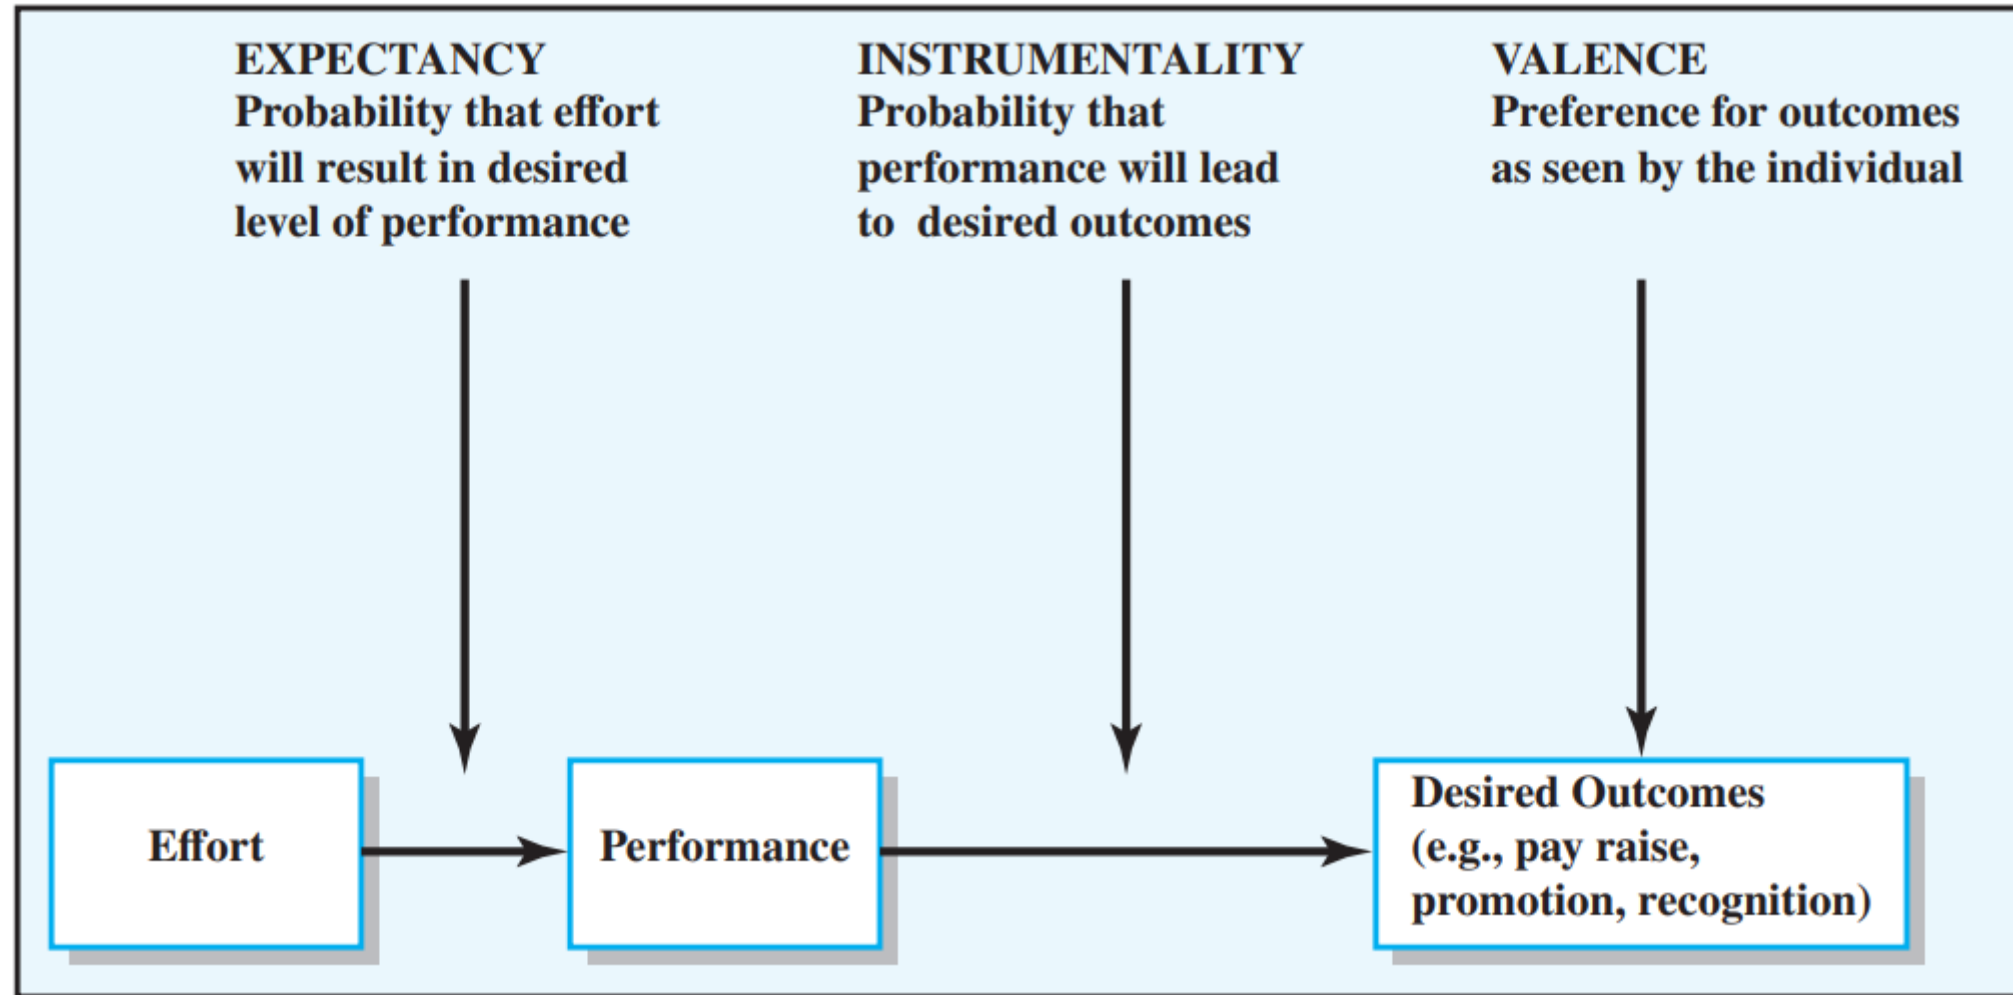 EXPECTANCY
Probability that effort
will result in desired
level of performance
INSTRUMENTALITY
Probability that
performance will lead
to desired outcomes
VALENCE
Preference for outcomes
as seen by the individual
Effort
Performance
Desired Outcomes
(e.g., pay raise,
promotion, recognition)